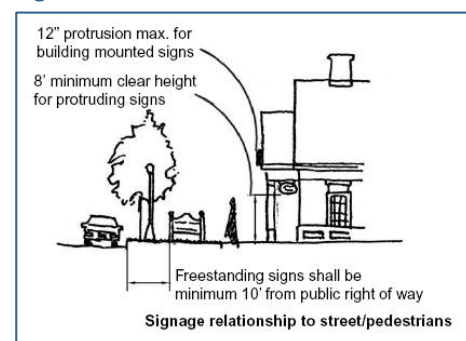 12” protrusion max. for
building mounted signs
8’ minimum clear height
for protruding signs
Freestanding signs shall be
minimum 10’ from public right of way
Signage relationship to street/pedestrians